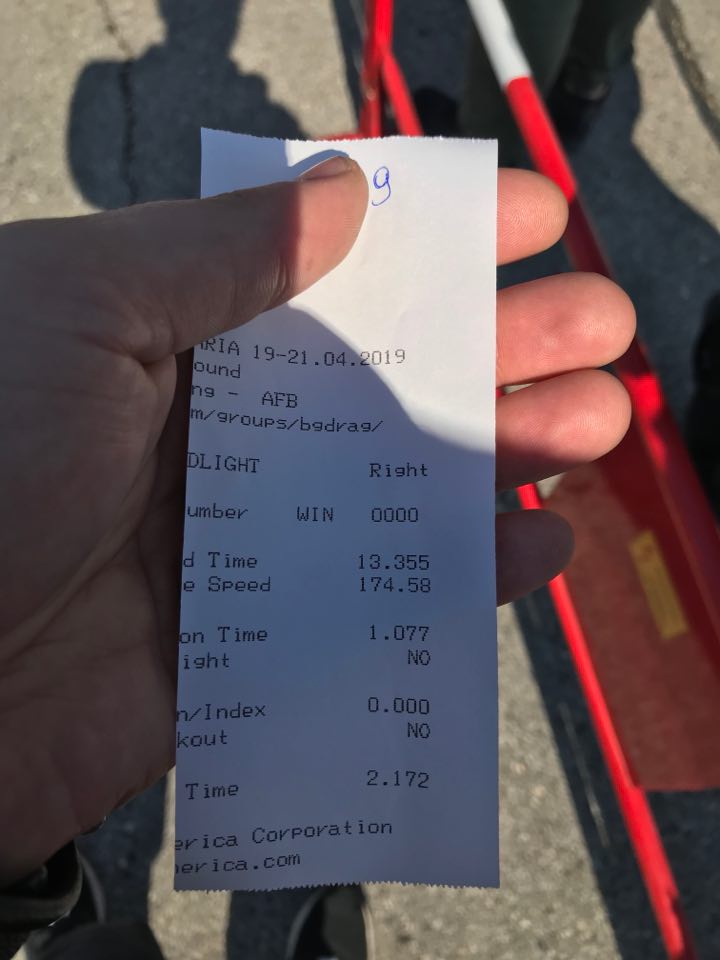 9
ARIA 19-21.04.2019
ound
ng - AFB
m/groups/bgdrag/
DLIGHT Right
umber WIN 0000
d Time 13.355
e Speed 174.58
on Time 1.077
ight NO
n/Index 0.000
kout NO
Time 2.172
erica Corporation
erica.com